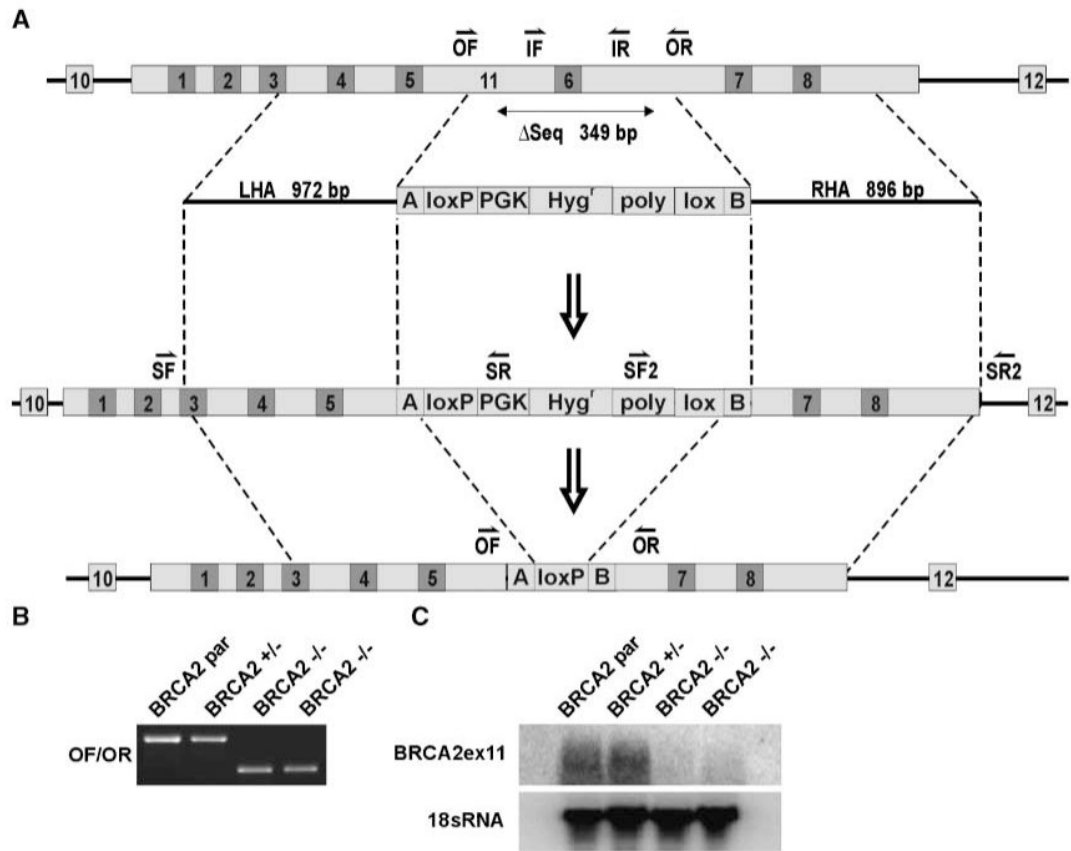 A
OF IF IR OR
10 1 2 3 4 5 11 6 7 8 12
ΔSeq 349 bp
LHA 972 bp RHA 896 bp
A loxP PGK Hygʳ poly lox B
SF SR SF2 SR2
10 1 2 3 4 5 A loxP PGK Hygʳ poly lox B 7 8 12
OF OR
10 1 2 3 4 5 A loxP B 7 8 12
B
BRCA2 par BRCA2 +/- BRCA2 -/- BRCA2 -/-
OF/OR
C
BRCA2 par BRCA2 +/- BRCA2 -/- BRCA2 -/-
BRCA2ex11
18sRNA